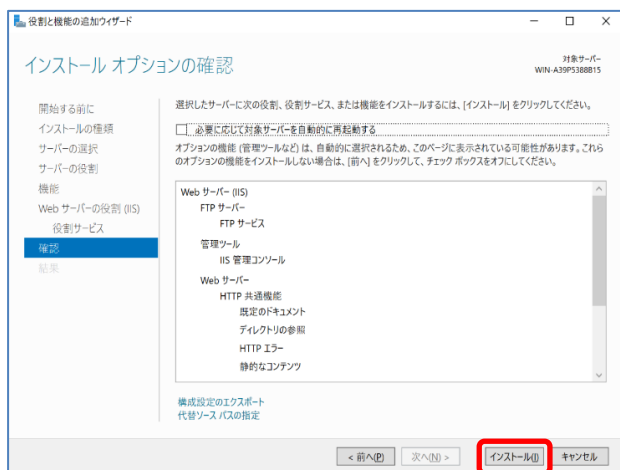 役割と機能の追加ウィザード
インストール オプションの確認
対象サーバー
WIN-A39P5388B15
開始する前に
インストールの種類
サーバーの選択
サーバーの役割
機能
Web サーバーの役割 (IIS)
役割サービス
確認
結果
選択したサーバーに次の役割、役割サービス、または機能をインストールするには、[インストール] をクリックしてください。
必要に応じて対象サーバーを自動的に再起動する
オプションの機能 (管理ツールなど) は、自動的に選択されるため、このページに表示されている可能性があります。これら
のオプションの機能をインストールしない場合は、[前へ] をクリックして、チェック ボックスをオフにしてください。
Web サーバー (IIS)
FTP サーバー
FTP サービス
管理ツール
IIS 管理コンソール
Web サーバー
HTTP 共通機能
既定のドキュメント
ディレクトリの参照
HTTP エラー
静的なコンテンツ
構成設定のエクスポート
代替ソース パスの指定
< 前へ(P) 次へ(N) > インストール(I) キャンセル